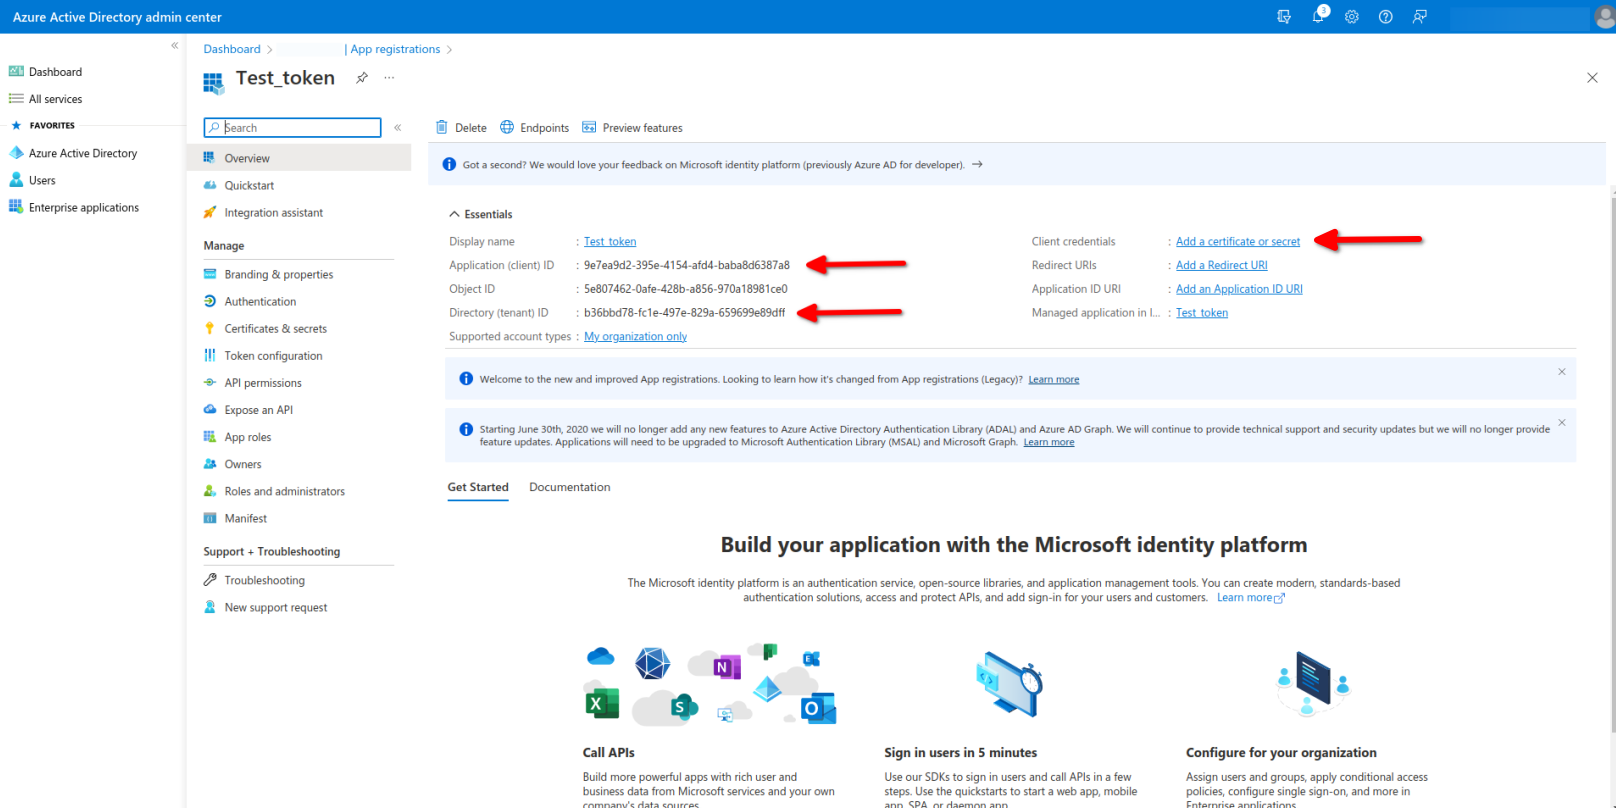 Azure Active Directory admin center
3
Dashboard > | App registrations >
Test_token
Dashboard
All services
FAVORITES
Azure Active Directory
Users
Enterprise applications
Search
Overview
Quickstart
Integration assistant
Manage
Branding & properties
Authentication
Certificates & secrets
Token configuration
API permissions
Expose an API
App roles
Owners
Roles and administrators
Manifest
Support + Troubleshooting
Troubleshooting
New support request
Delete Endpoints Preview features
Got a second? We would love your feedback on Microsoft identity platform (previously Azure AD for developer). →
Essentials
Display name : Test_token
Application (client) ID : 9e7ea9d2-395e-4154-afd4-baba8d6387a8
Object ID : 5e807462-0afe-428b-a856-970a18981ce0
Directory (tenant) ID : b36bbd78-fc1e-497e-829a-659699e89dff
Supported account types : My organization only
Client credentials : Add a certificate or secret
Redirect URIs : Add a Redirect URI
Application ID URI : Add an Application ID URI
Managed application in l... : Test_token
Welcome to the new and improved App registrations. Looking to learn how it's changed from App registrations (Legacy)? Learn more
Starting June 30th, 2020 we will no longer add any new features to Azure Active Directory Authentication Library (ADAL) and Azure AD Graph. We will continue to provide technical support and security updates but we will no longer provide
feature updates. Applications will need to be upgraded to Microsoft Authentication Library (MSAL) and Microsoft Graph. Learn more
Get Started Documentation
Build your application with the Microsoft identity platform
The Microsoft identity platform is an authentication service, open-source libraries, and application management tools. You can create modern, standards-based
authentication solutions, access and protect APIs, and add sign-in for your users and customers. Learn more
N
E
X
S
O
Call APIs
Build more powerful apps with rich user and
business data from Microsoft services and your own
company's data sources.
Sign in users in 5 minutes
Use our SDKs to sign in users and call APIs in a few
steps. Use the quickstarts to start a web app, mobile
app, SPA, or daemon app.
Configure for your organization
Assign users and groups, apply conditional access
policies, configure single sign-on, and more in
Enterprise applications.